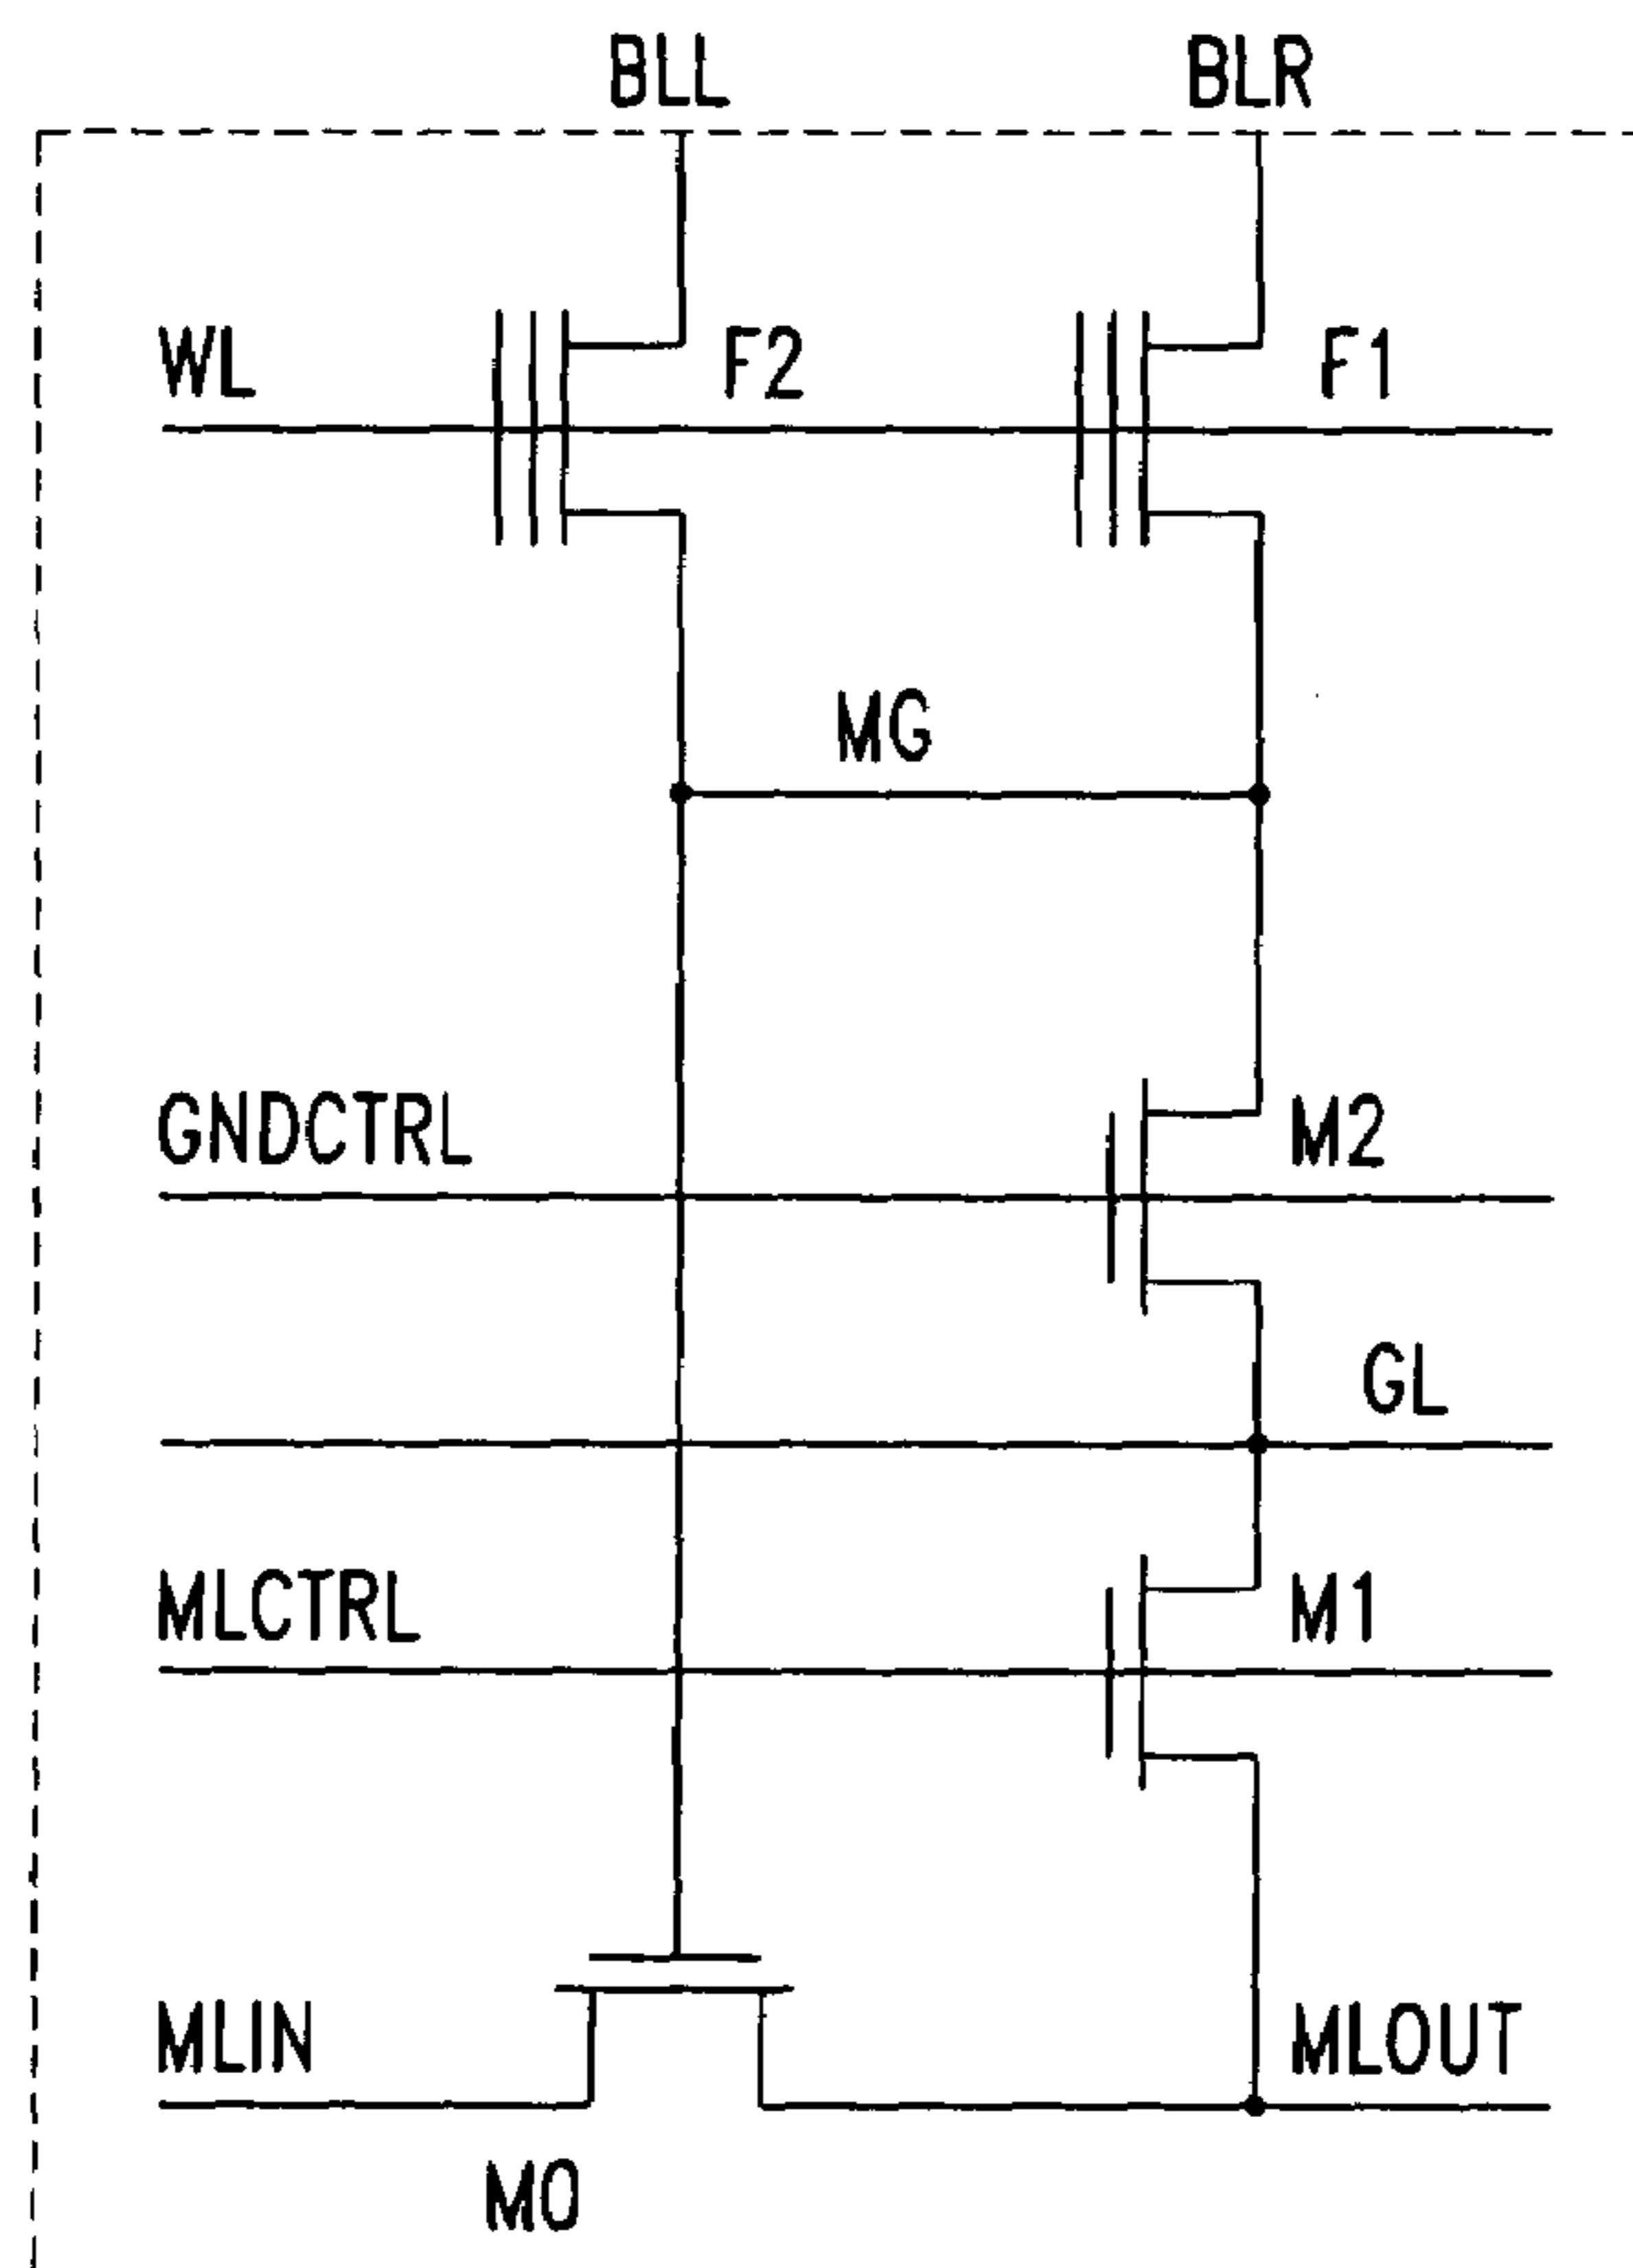 BLL BLR
WL F2 F1
MG
GNDCTRL M2
GL
MLCTRL M1
MLIN MLOUT
M0